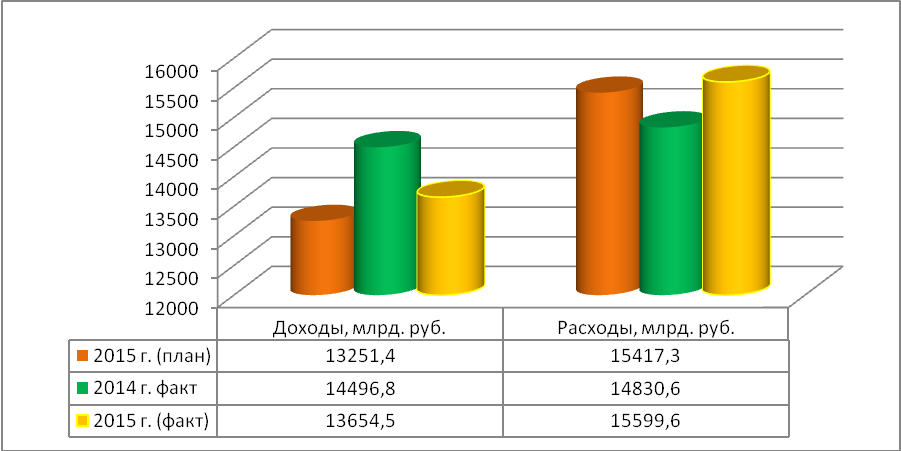 16000
15500
15000
14500
14000
13500
13000
12500
12000
Доходы, млрд. руб. Расходы, млрд. руб.
2015 г. (план) 13251,4 15417,3
2014 г. факт 14496,8 14830,6
2015 г. (факт) 13654,5 15599,6